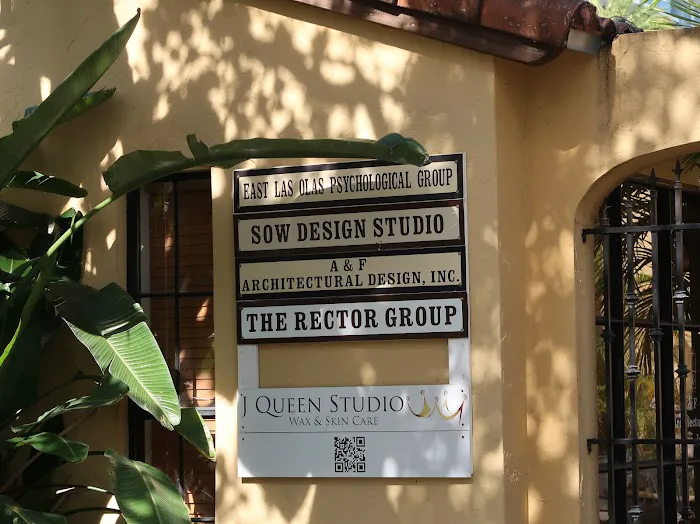 EAST LAS OLAS PSYCHOLOGICAL GROUP
SOW DESIGN STUDIO
A & F
ARCHITECTURAL DESIGN, INC.
THE RECTOR GROUP
J QUEEN STUDIO
WAX & SKIN CARE